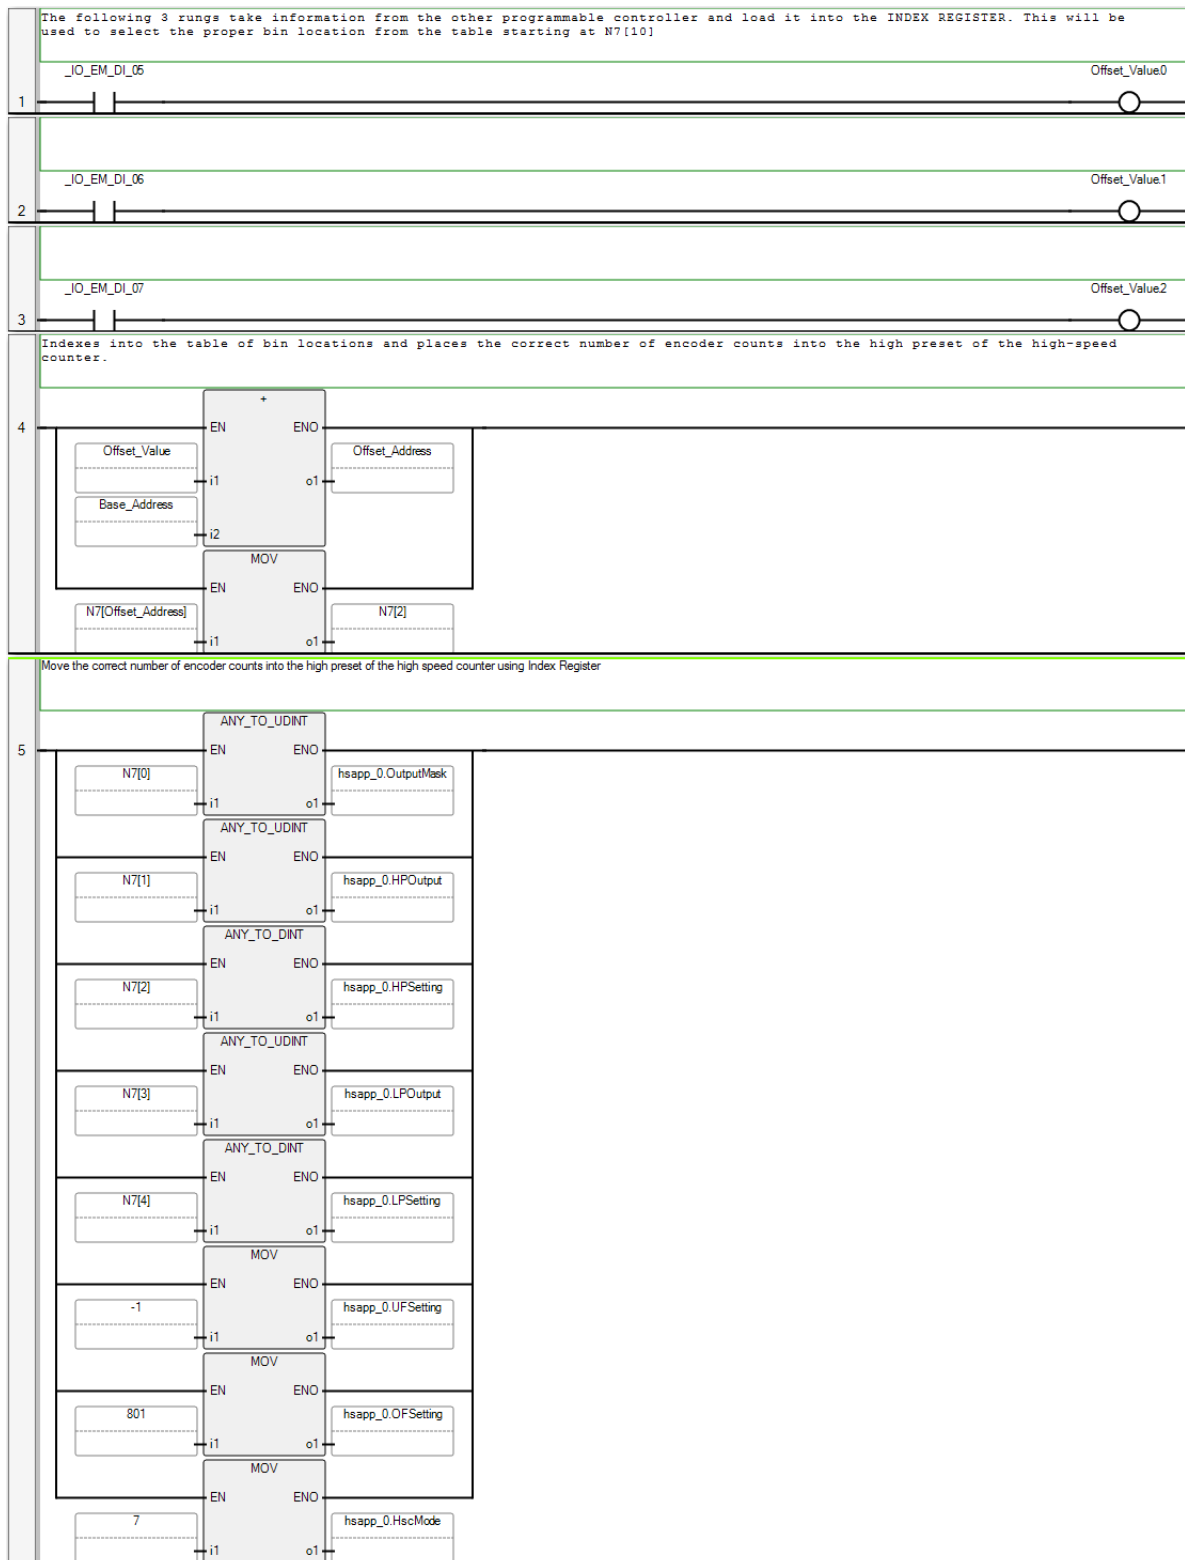 The following 3 rungs take information from the other programmable controller and load it into the INDEX REGISTER. This will be
used to select the proper bin location from the table starting at N7[10]
_IO_EM_DI_05
Offset_Value.0
1
_IO_EM_DI_06
Offset_Value.1
2
_IO_EM_DI_07
Offset_Value.2
3
Indexes into the table of bin locations and places the correct number of encoder counts into the high preset of the high-speed
counter.
+
4
EN
ENO
Offset_Value
Offset_Address
i1
o1
Base_Address
i2
MOV
EN
ENO
N7[Offset_Address]
N7[2]
i1
o1
Move the correct number of encoder counts into the high preset of the high speed counter using Index Register
ANY_TO_UDINT
5
EN
ENO
N7[0]
hsapp_0.OutputMask
i1
o1
ANY_TO_UDINT
EN
ENO
N7[1]
hsapp_0.HPOutput
i1
o1
ANY_TO_DINT
EN
ENO
N7[2]
hsapp_0.HPSetting
i1
o1
ANY_TO_UDINT
EN
ENO
N7[3]
hsapp_0.LPOutput
i1
o1
ANY_TO_DINT
EN
ENO
N7[4]
hsapp_0.LPSetting
i1
o1
MOV
EN
ENO
-1
hsapp_0.UFSetting
i1
o1
MOV
EN
ENO
801
hsapp_0.OFSetting
i1
o1
MOV
EN
ENO
7
hsapp_0.HscMode
i1
o1